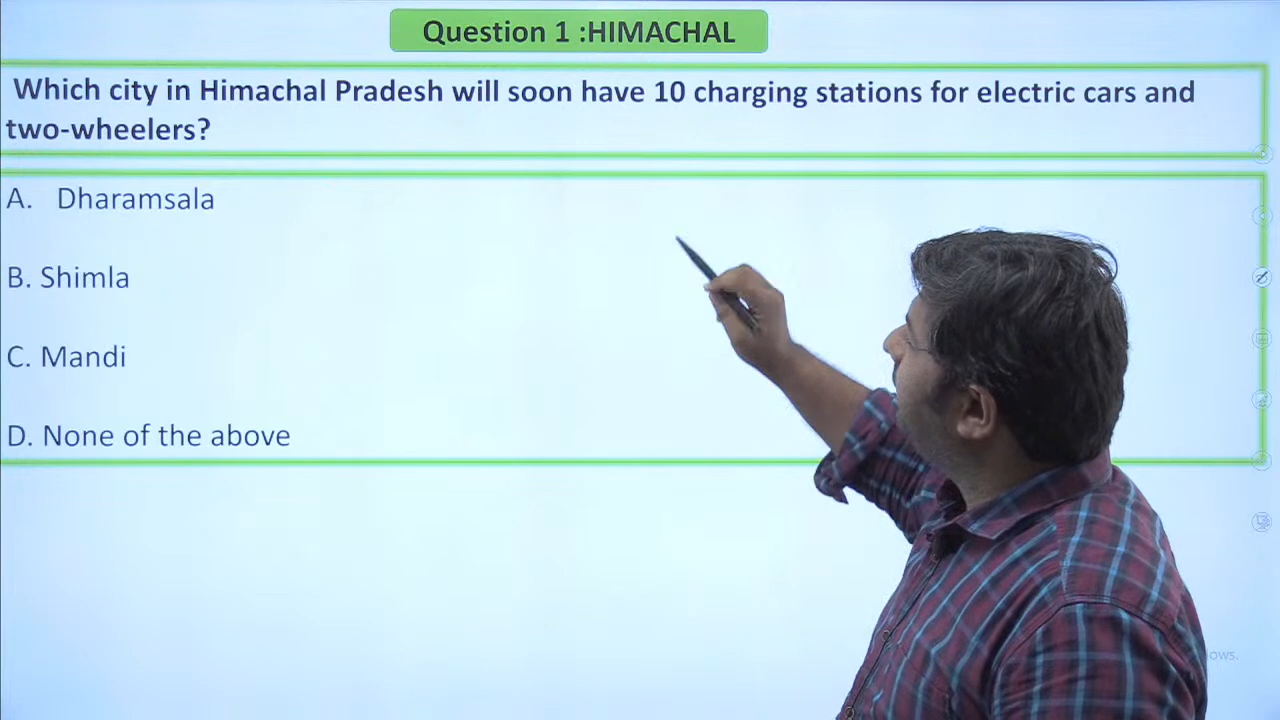 Question 1 :HIMACHAL
Which city in Himachal Pradesh will soon have 10 charging stations for electric cars and
two-wheelers?
A. Dharamsala
B. Shimla
C. Mandi
D. None of the above